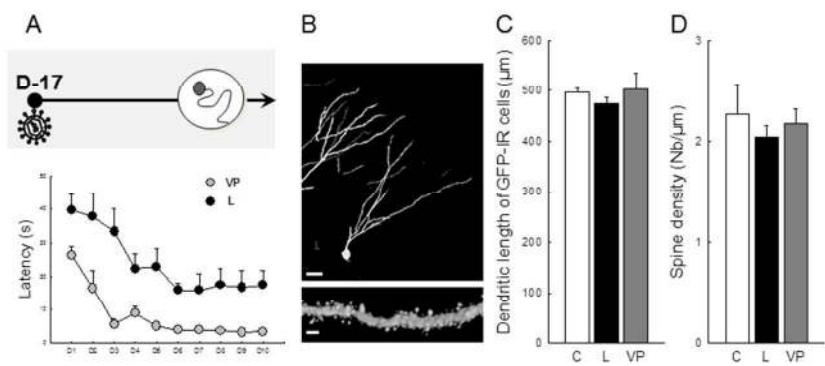 A
D-17
VP
L
Latency (s)
D1 D2 D3 D4 D5 D6 D7 D8 D9 D10
B
C
Dendritic length of GFP-IR cells (µm)
600
500
400
300
200
100
0
C L VP
D
Spine density (Nb/µm)
3
2
1
0
C L VP